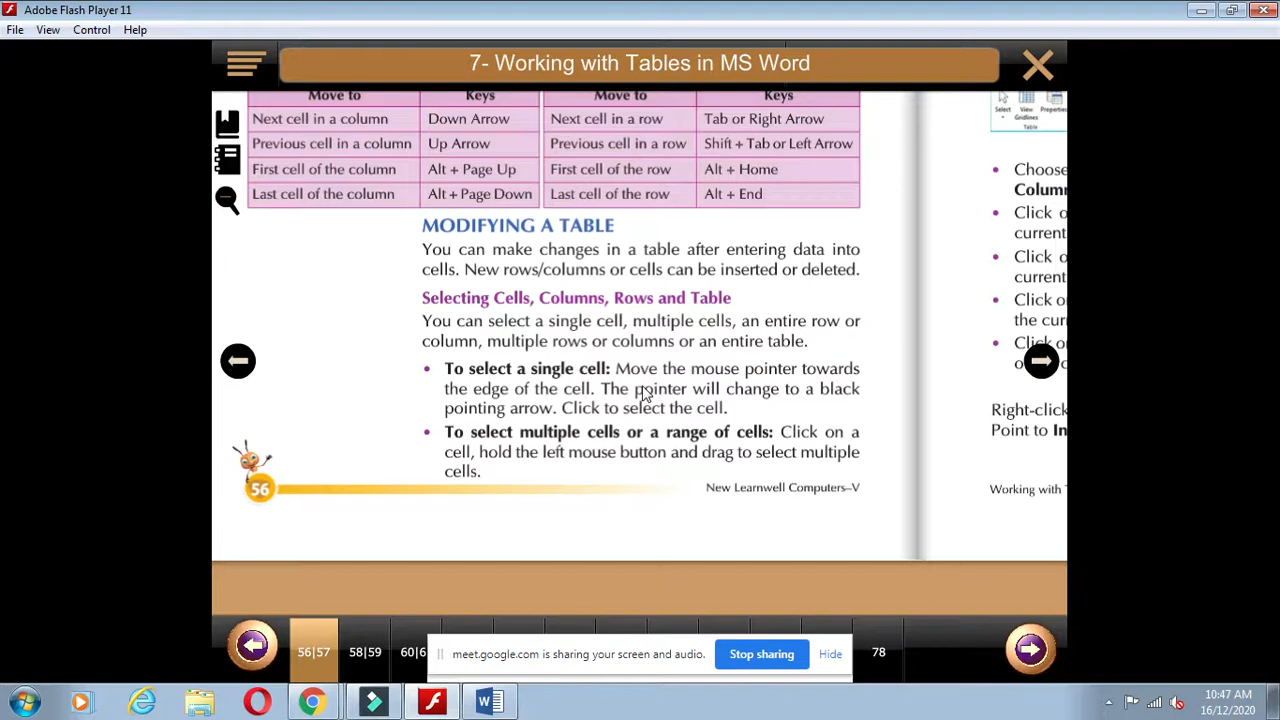 Adobe Flash Player 11
File View Control Help
7- Working with Tables in MS Word
Move to Keys Move to Keys
Next cell in a column Down Arrow Next cell in a row Tab or Right Arrow
Previous cell in a column Up Arrow Previous cell in a row Shift + Tab or Left Arrow
First cell of the column Alt + Page Up First cell of the row Alt + Home
Last cell of the column Alt + Page Down Last cell of the row Alt + End
MODIFYING A TABLE
You can make changes in a table after entering data into
cells. New rows/columns or cells can be inserted or deleted.
Selecting Cells, Columns, Rows and Table
You can select a single cell, multiple cells, an entire row or
column, multiple rows or columns or an entire table.
• To select a single cell: Move the mouse pointer towards
the edge of the cell. The pointer will change to a black
pointing arrow. Click to select the cell.
• To select multiple cells or a range of cells: Click on a
cell, hold the left mouse button and drag to select multiple
cells.
56
New Learnwell Computers–V
Select View Properties
Gridlines
Table
• Choose
Colum
• Click o
current
• Click o
current
• Click o
the cur
• Click o
Right-click
Point to In
Working with
56|57 58|59 60|6 78
meet.google.com is sharing your screen and audio. Stop sharing Hide
10:47 AM
16/12/2020